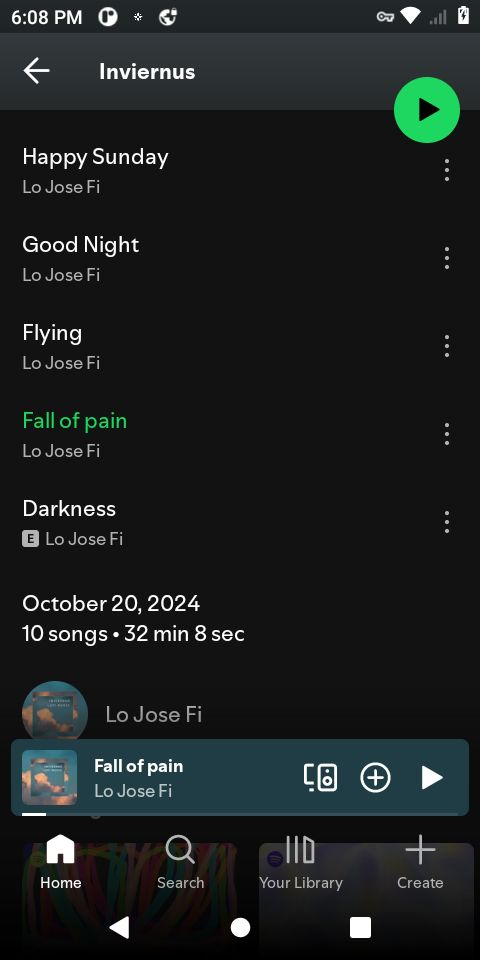 6:08 PM
Inviernus
Happy Sunday
Lo Jose Fi
Good Night
Lo Jose Fi
Flying
Lo Jose Fi
Fall of pain
Lo Jose Fi
Darkness
E Lo Jose Fi
October 20, 2024
10 songs • 32 min 8 sec
Lo Jose Fi
Fall of pain
Lo Jose Fi
Home
Search
Your Library
Create